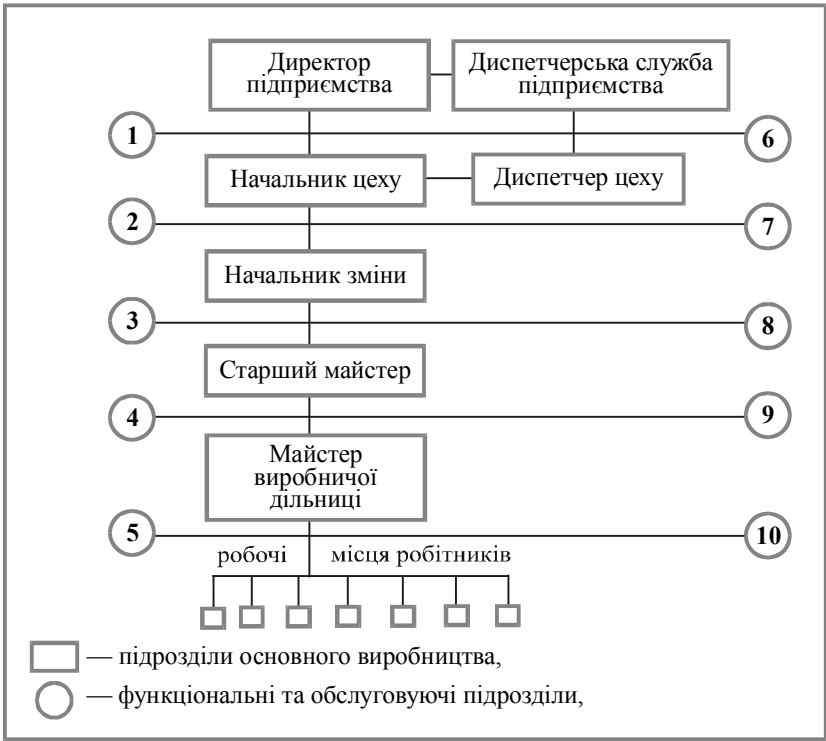 Директор
підприємства
Диспетчерська служба
підприємства
1
6
Начальник цеху
Диспетчер цеху
2
7
Начальник зміни
3
8
Старший майстер
4
9
Майстер
виробничої
дільниці
5
10
робочі місця робітників
— підрозділи основного виробництва,
— функціональні та обслуговуючі підрозділи,